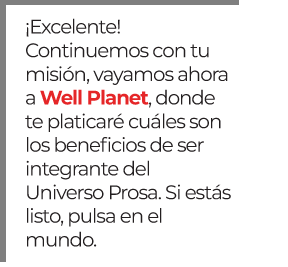 ¡Excelente!
Continuemos con tu
misión, vayamos ahora
a Well Planet, donde
te platicaré cuáles son
los beneficios de ser
integrante del
Universo Prosa. Si estás
listo, pulsa en el
mundo.